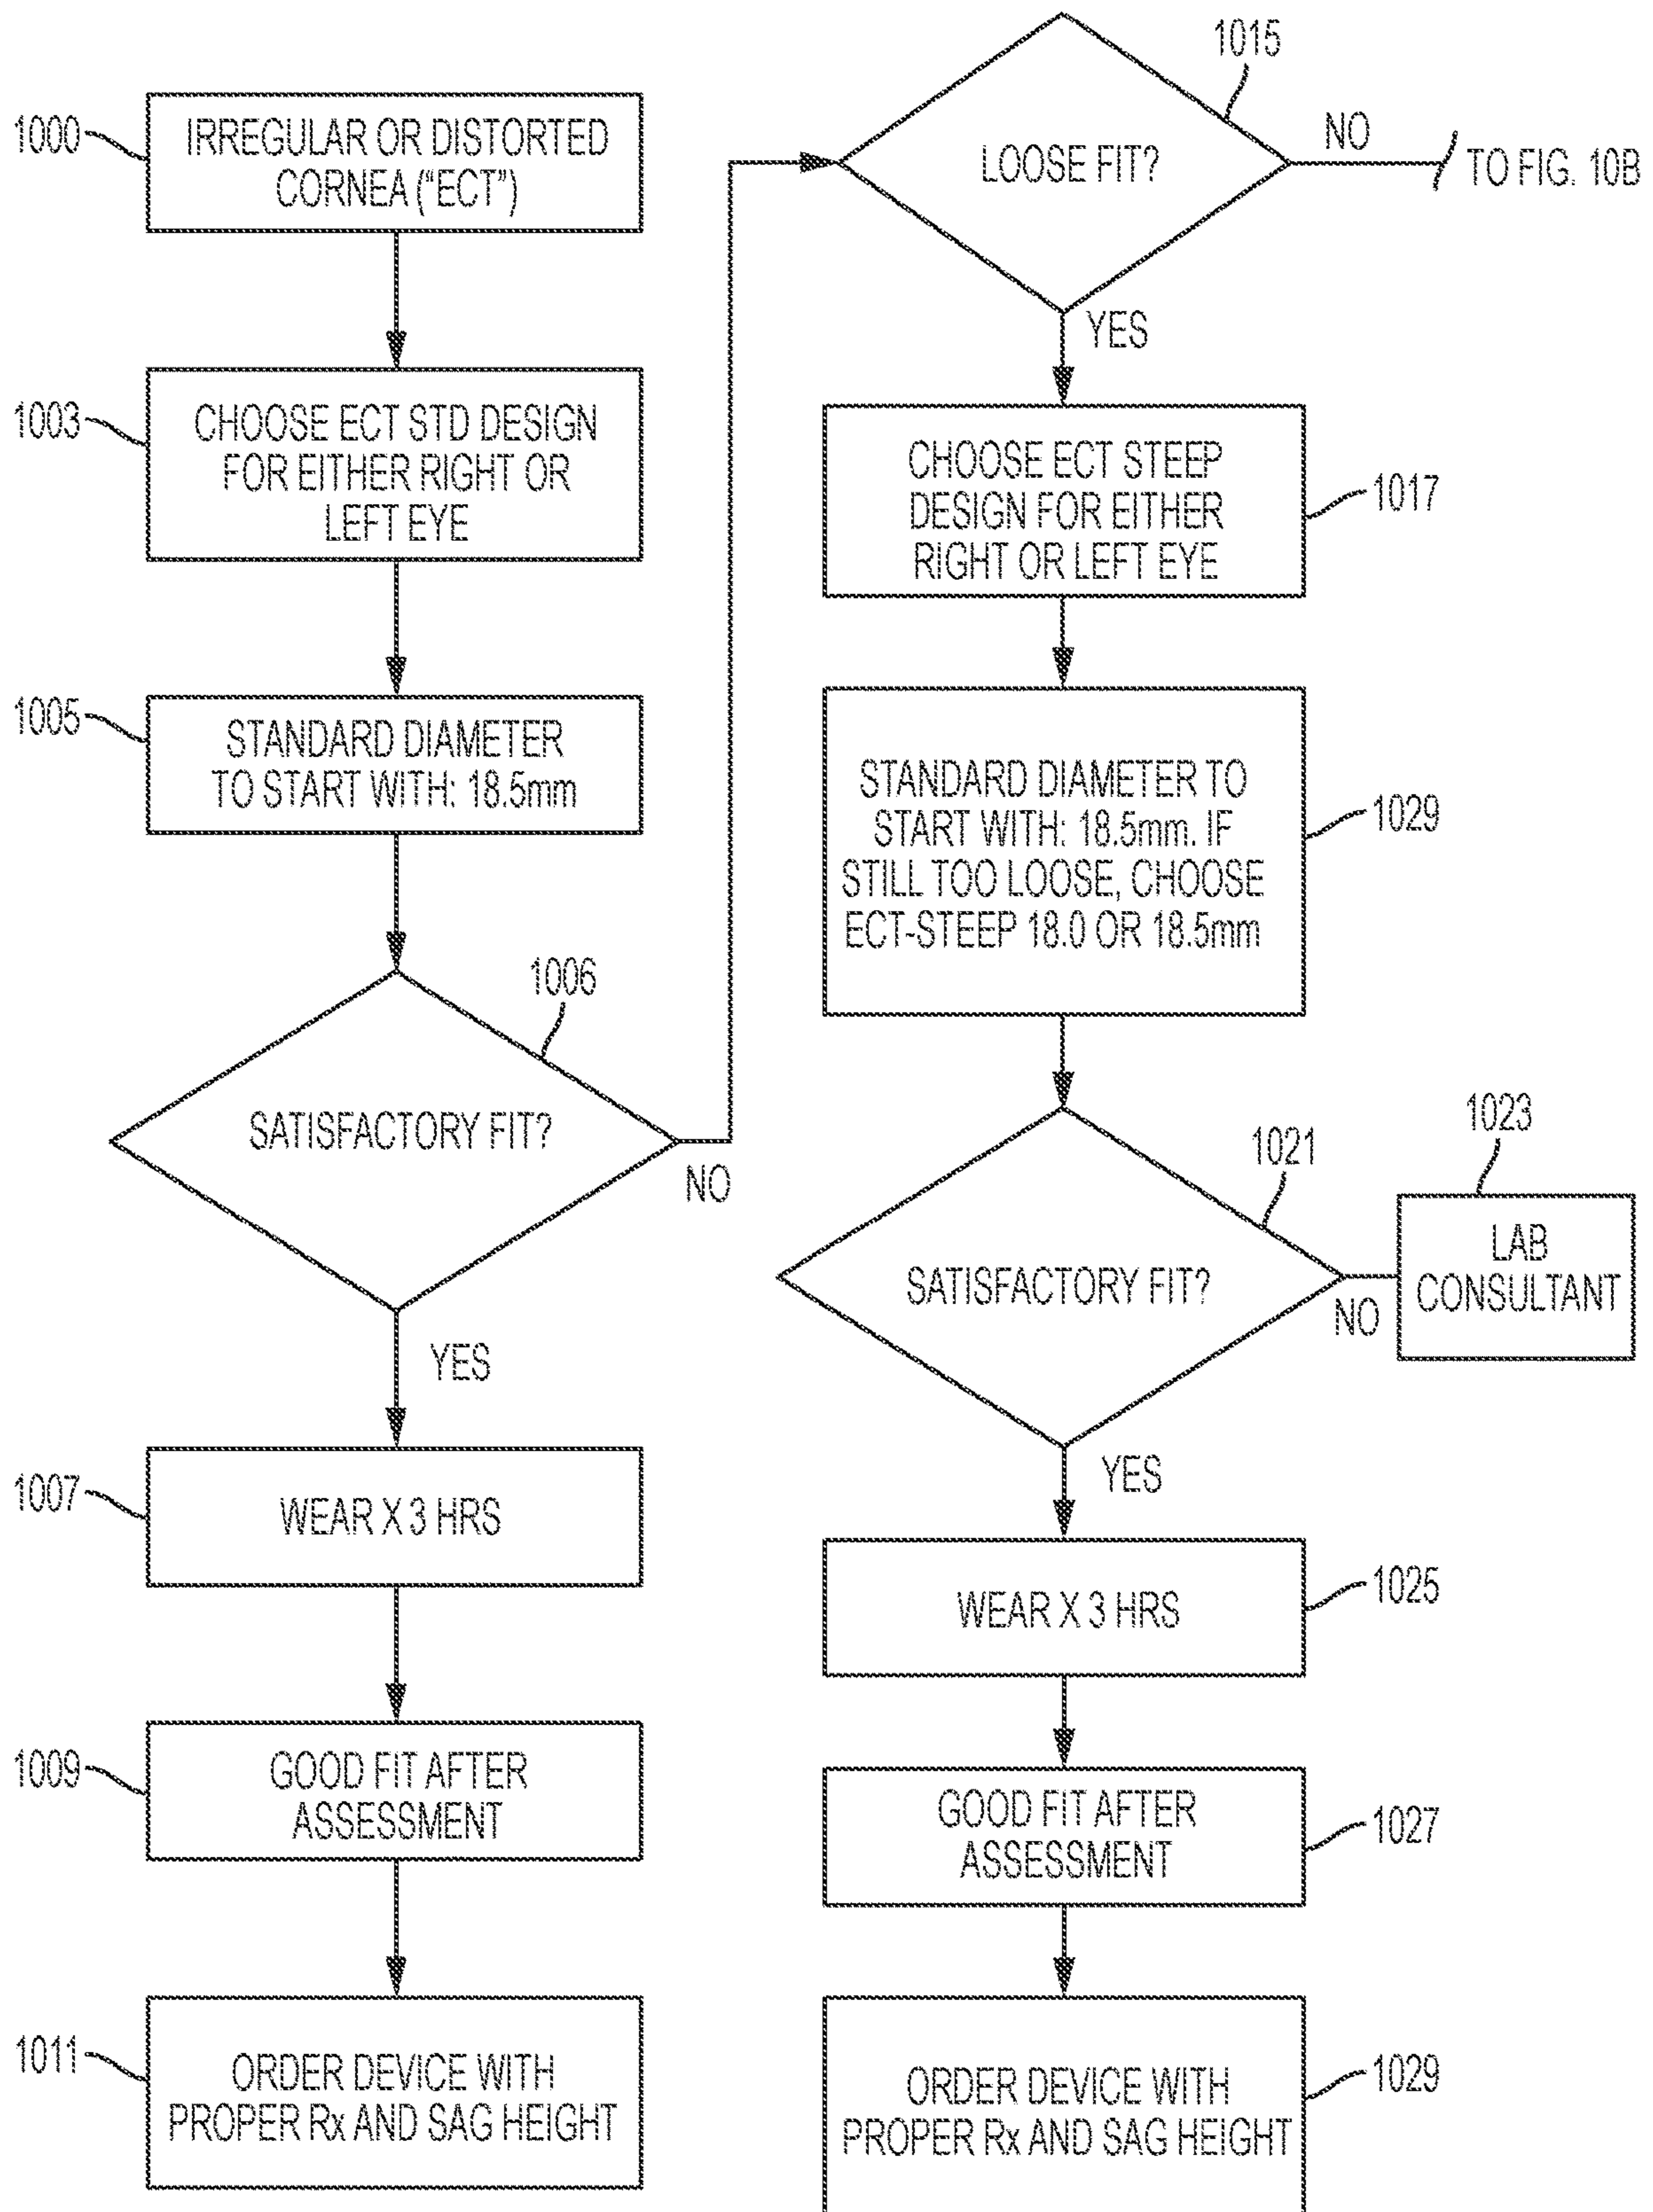 1000
IRREGULAR OR DISTORTED
CORNEA ("ECT")
1003
CHOOSE ECT STD DESIGN
FOR EITHER RIGHT OR
LEFT EYE
1005
STANDARD DIAMETER
TO START WITH: 18.5mm
1006
SATISFACTORY FIT?
NO
YES
1007
WEAR X 3 HRS
1009
GOOD FIT AFTER
ASSESSMENT
1011
ORDER DEVICE WITH
PROPER Rx AND SAG HEIGHT
1015
LOOSE FIT?
NO
TO FIG. 10B
YES
CHOOSE ECT STEEP
DESIGN FOR EITHER
RIGHT OR LEFT EYE
1017
STANDARD DIAMETER TO
START WITH: 18.5mm. IF
STILL TOO LOOSE, CHOOSE
ECT-STEEP 18.0 OR 18.5mm
1029
1021
SATISFACTORY FIT?
NO
1023
LAB
CONSULTANT
YES
WEAR X 3 HRS
1025
GOOD FIT AFTER
ASSESSMENT
1027
ORDER DEVICE WITH
PROPER Rx AND SAG HEIGHT
1029